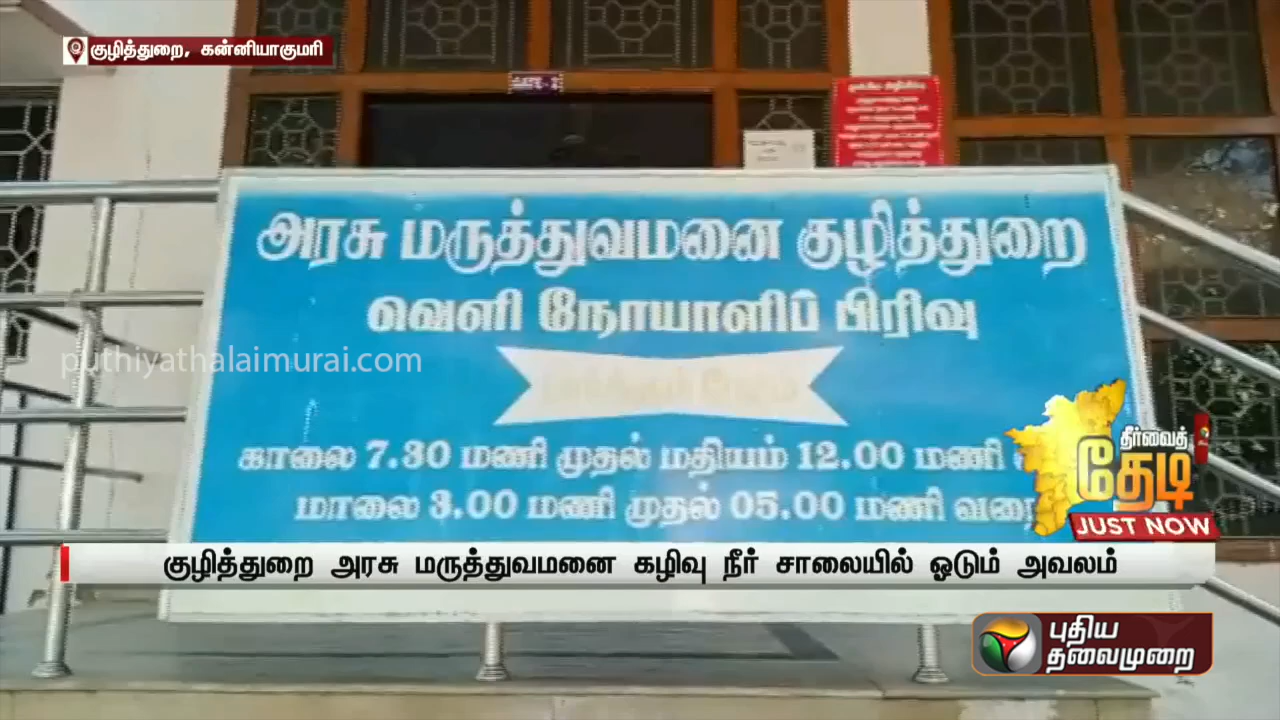 குழித்துறை, கன்னியாகுமரி
அரசு மருத்துவமனை குழித்துறை
வெளி நோயாளிப் பிரிவு
puthiyathalaimurai.com
காலை 7.30 மணி முதல் மதியம் 12.00 மணி
மாலை 3.00 மணி முதல் 05.00 மணி வரை
தீர்வைத்
தேடி
JUST NOW
குழித்துறை அரசு மருத்துவமனை கழிவு நீர் சாலையில் ஓடும் அவலம்
புதிய
தலைமுறை